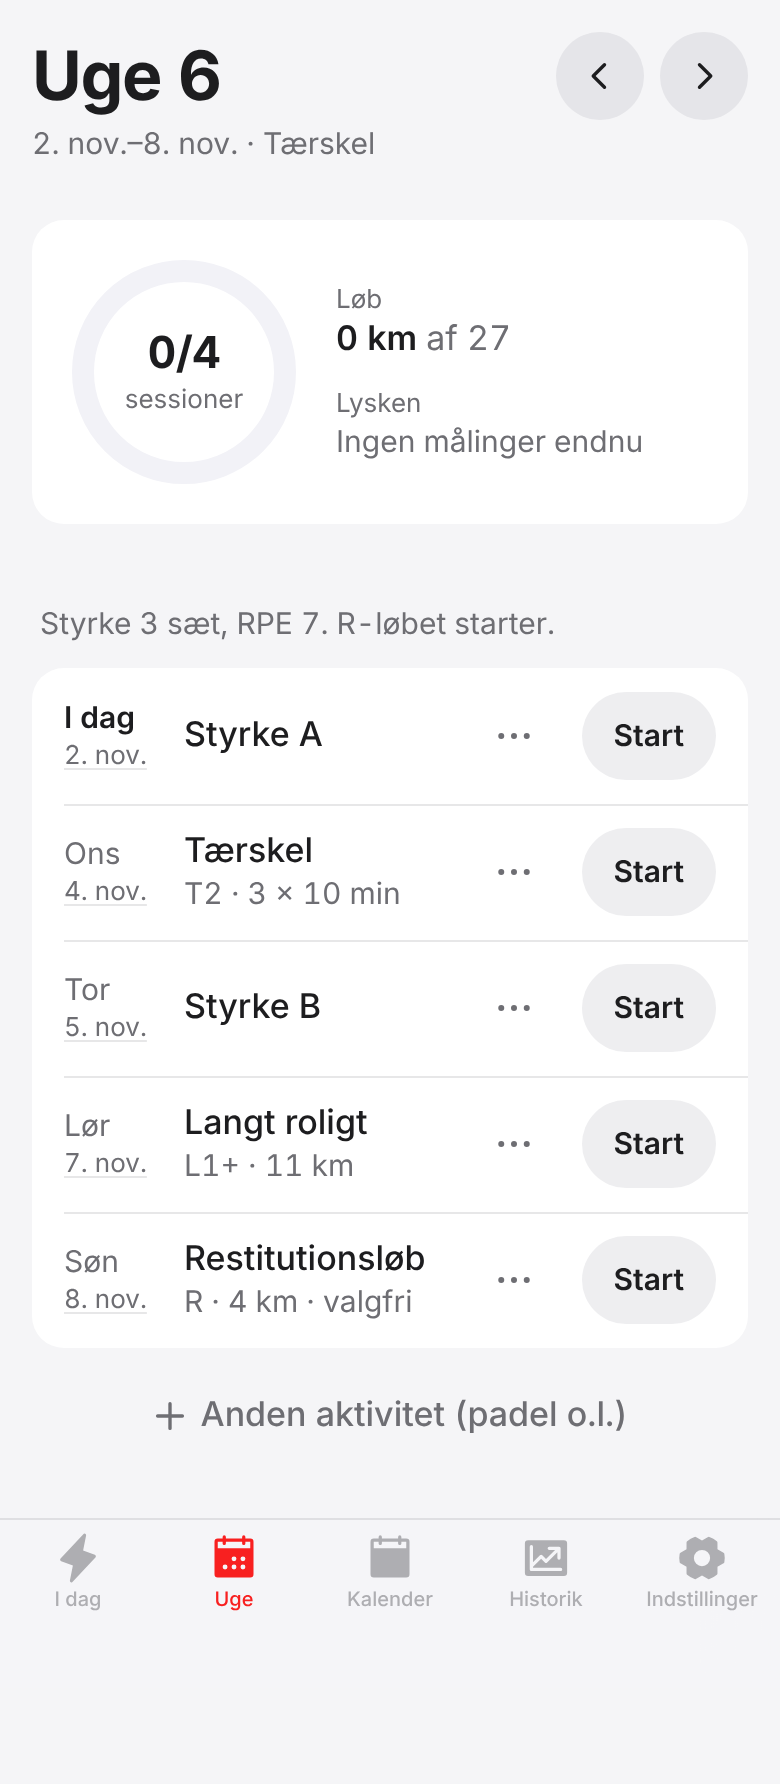 Uge 6
2. nov.–8. nov. · Tærskel
0/4
sessioner
Løb
0 km af 27
Lysken
Ingen målinger endnu
Styrke 3 sæt, RPE 7. R-løbet starter.
I dag
2. nov.
Styrke A
Start
Ons
4. nov.
Tærskel
T2 · 3 × 10 min
Start
Tor
5. nov.
Styrke B
Start
Lør
7. nov.
Langt roligt
L1+ · 11 km
Start
Søn
8. nov.
Restitutionsløb
R · 4 km · valgfri
Start
+ Anden aktivitet (padel o.l.)
I dag
Uge
Kalender
Historik
Indstillinger